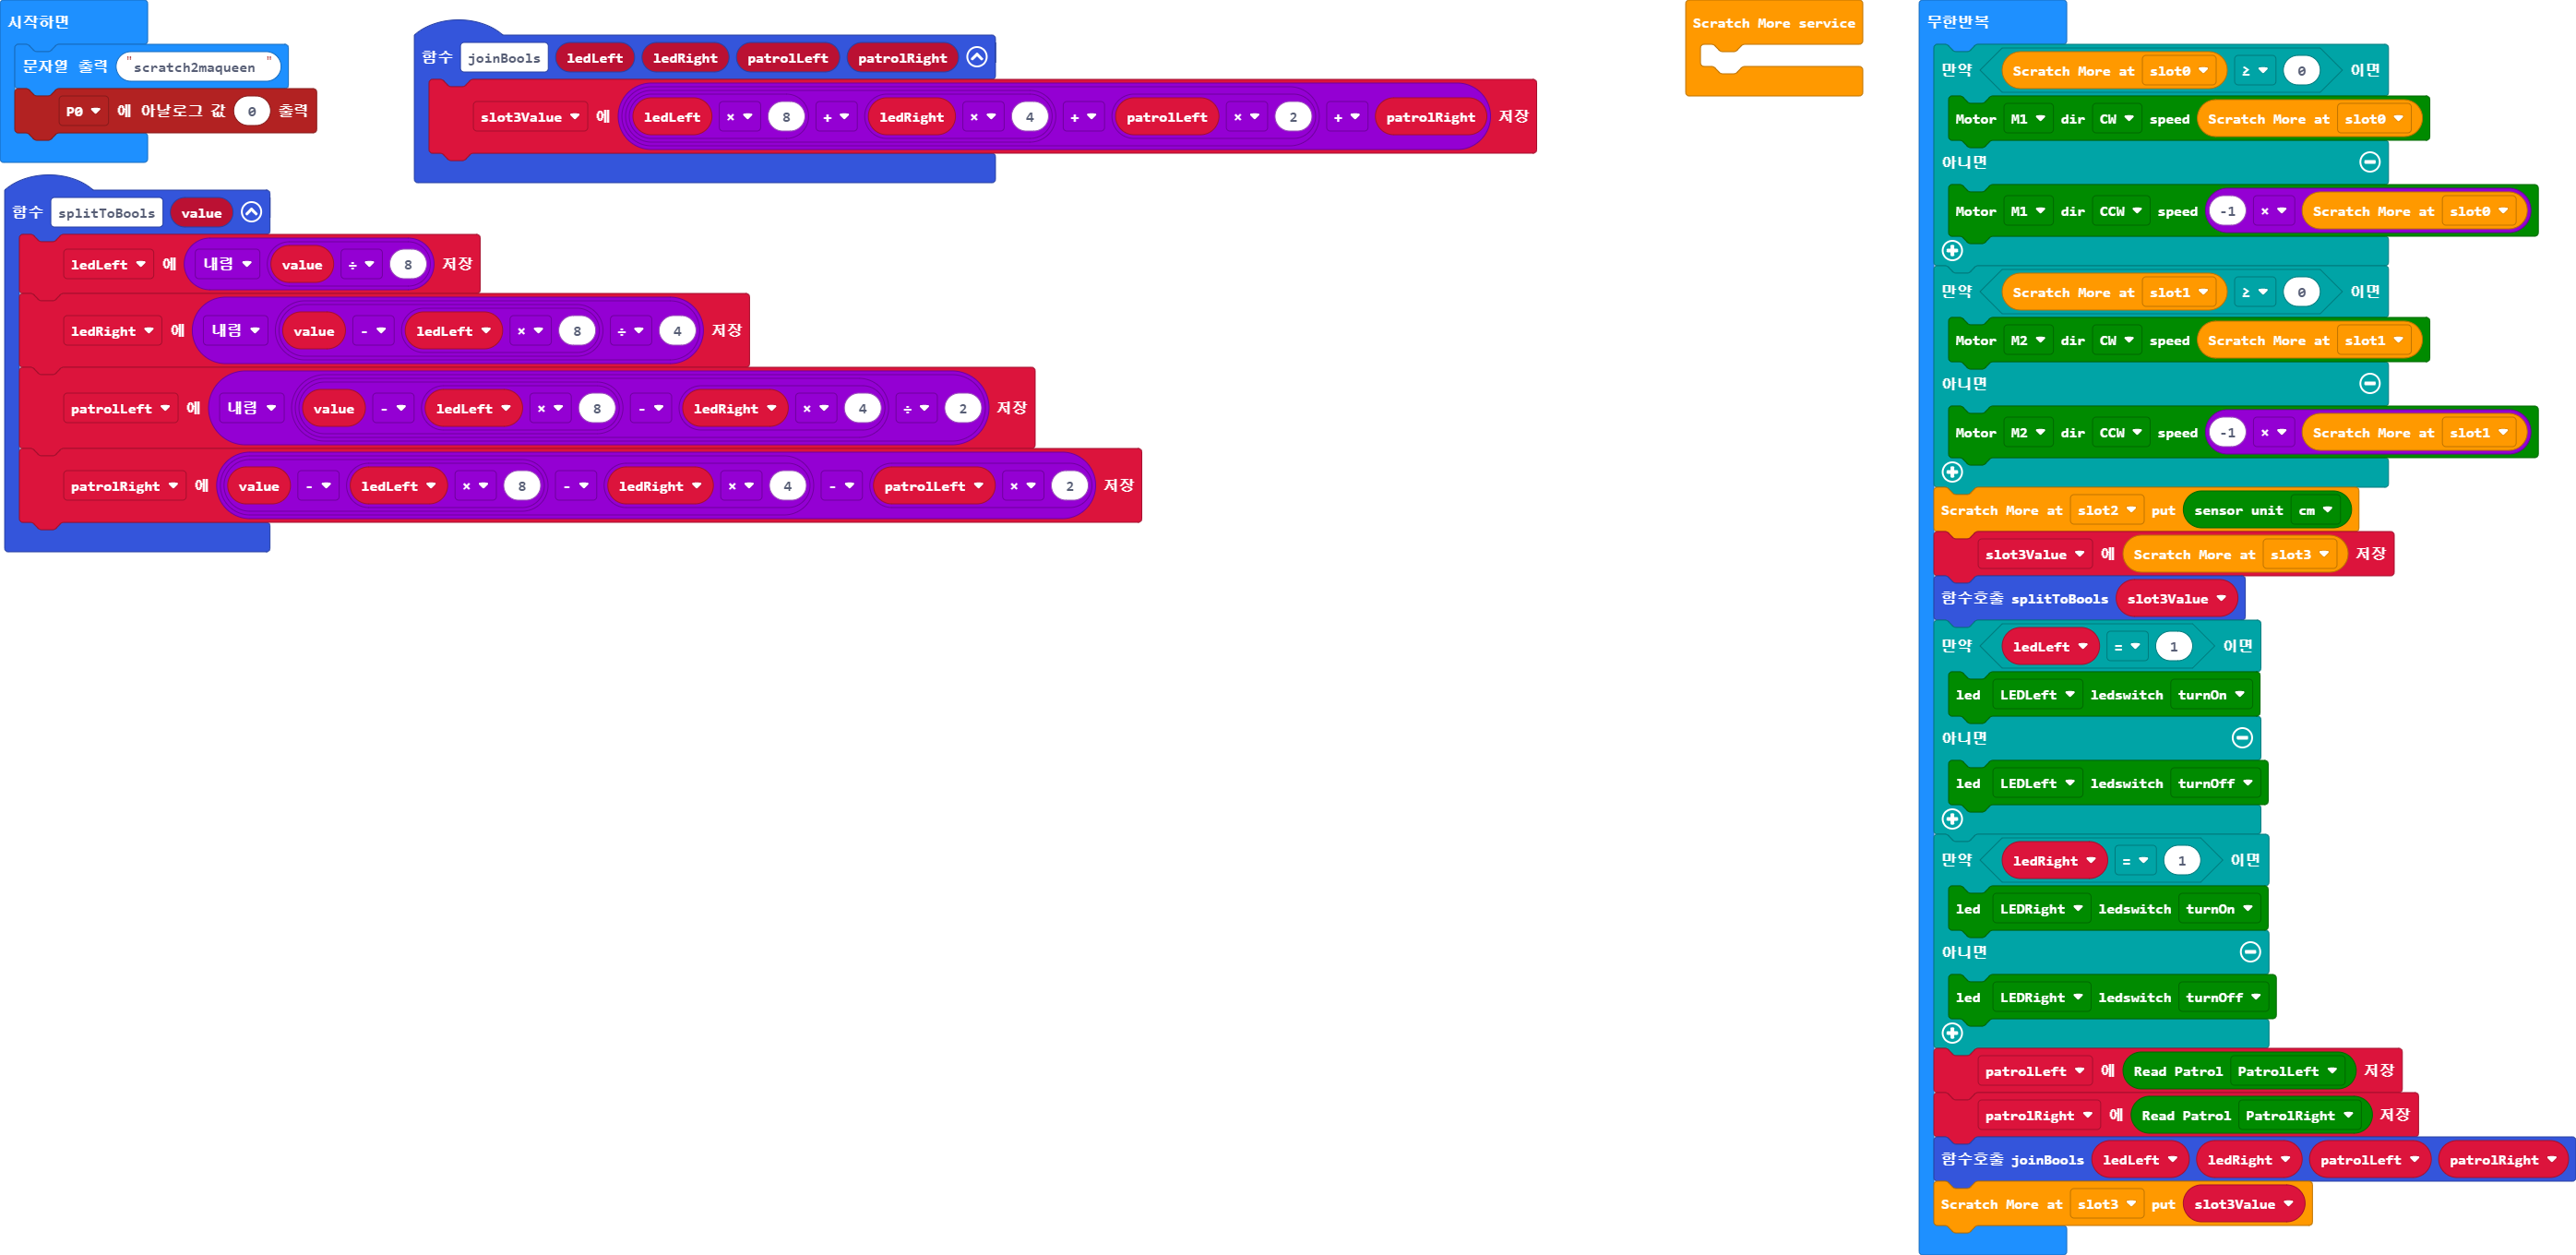 시작하면
문자열 출력 "scratch2maqueen"
P0 에 아날로그 값 0 출력
함수 joinBools ledLeft ledRight patrolLeft patrolRight
slot3Value 에 ledLeft × 8 + ledRight × 4 + patrolLeft × 2 + patrolRight 저장
함수 splitToBools value
ledLeft 에 내림 value ÷ 8 저장
ledRight 에 내림 value - ledLeft × 8 ÷ 4 저장
patrolLeft 에 내림 value - ledLeft × 8 - ledRight × 4 ÷ 2 저장
patrolRight 에 value - ledLeft × 8 - ledRight × 4 - patrolLeft × 2 저장
Scratch More service
무한반복
만약 Scratch More at slot0 ≥ 0 이면
Motor M1 dir CW speed Scratch More at slot0
아니면
Motor M1 dir CCW speed -1 × Scratch More at slot0
만약 Scratch More at slot1 ≥ 0 이면
Motor M2 dir CW speed Scratch More at slot1
아니면
Motor M2 dir CCW speed -1 × Scratch More at slot1
Scratch More at slot2 put sensor unit cm
slot3Value 에 Scratch More at slot3 저장
함수호출 splitToBools slot3Value
만약 ledLeft = 1 이면
led LEDLeft ledswitch turnOn
아니면
led LEDLeft ledswitch turnOff
만약 ledRight = 1 이면
led LEDRight ledswitch turnOn
아니면
led LEDRight ledswitch turnOff
patrolLeft 에 Read Patrol PatrolLeft 저장
patrolRight 에 Read Patrol PatrolRight 저장
함수호출 joinBools ledLeft ledRight patrolLeft patrolRight
Scratch More at slot3 put slot3Value